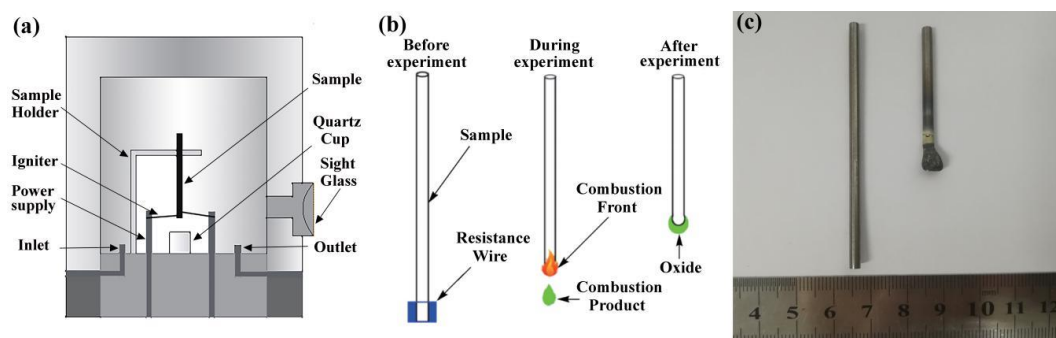 (a)
Sample
Holder
Igniter
Power
supply
Inlet
Sample
Quartz
Cup
Sight
Glass
Outlet
(b)
Before
experiment
During
experiment
After
experiment
Sample
Resistance
Wire
Combustion
Front
Combustion
Product
Oxide
(c)
4 5 6 7 8 9 10 11 12